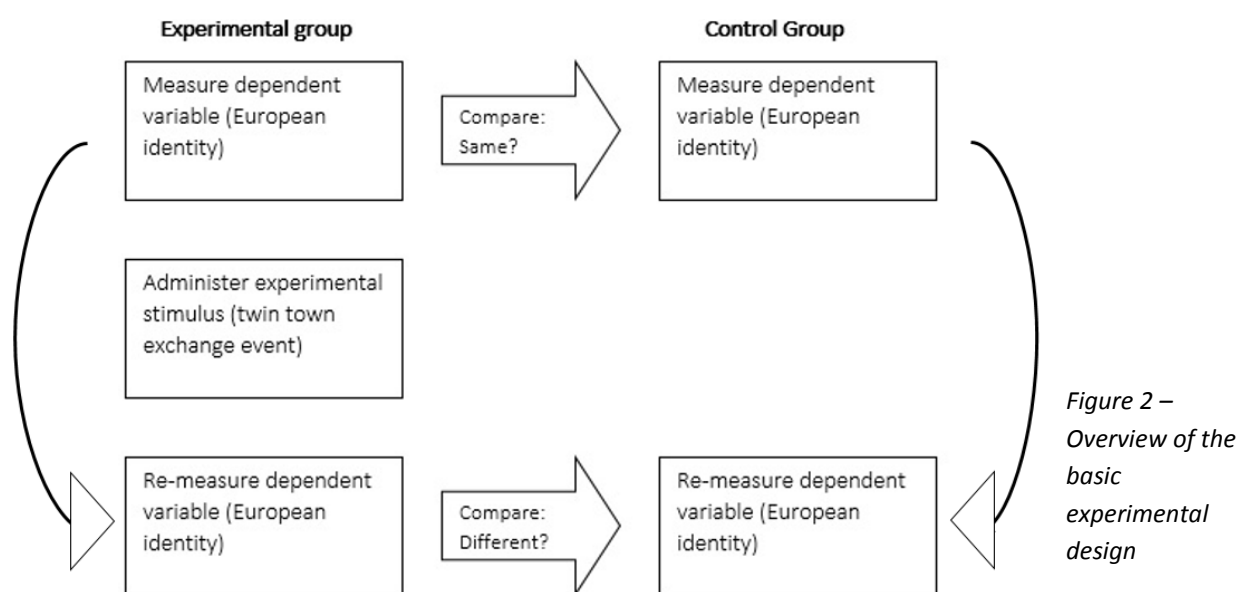 Experimental group
Control Group
Measure dependent
variable (European
identity)
Compare:
Same?
Measure dependent
variable (European
identity)
Administer experimental
stimulus (twin town
exchange event)
Re-measure dependent
variable (European
identity)
Compare:
Different?
Re-measure dependent
variable (European
identity)
Figure 2 –
Overview of the
basic
experimental
design